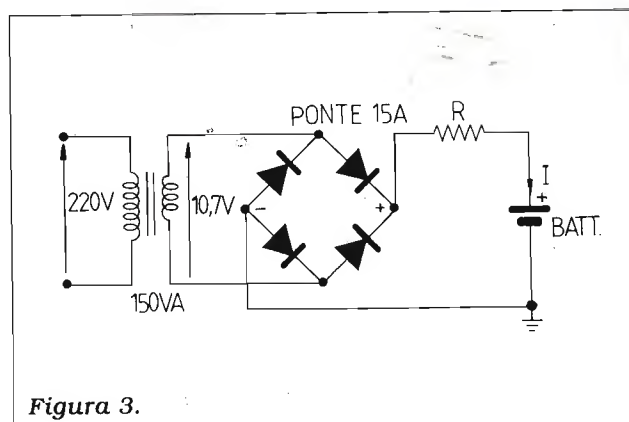 PONTE 15A
R
220V
10,7V
-
+
I
+
BATT.
150VA
Figura 3.